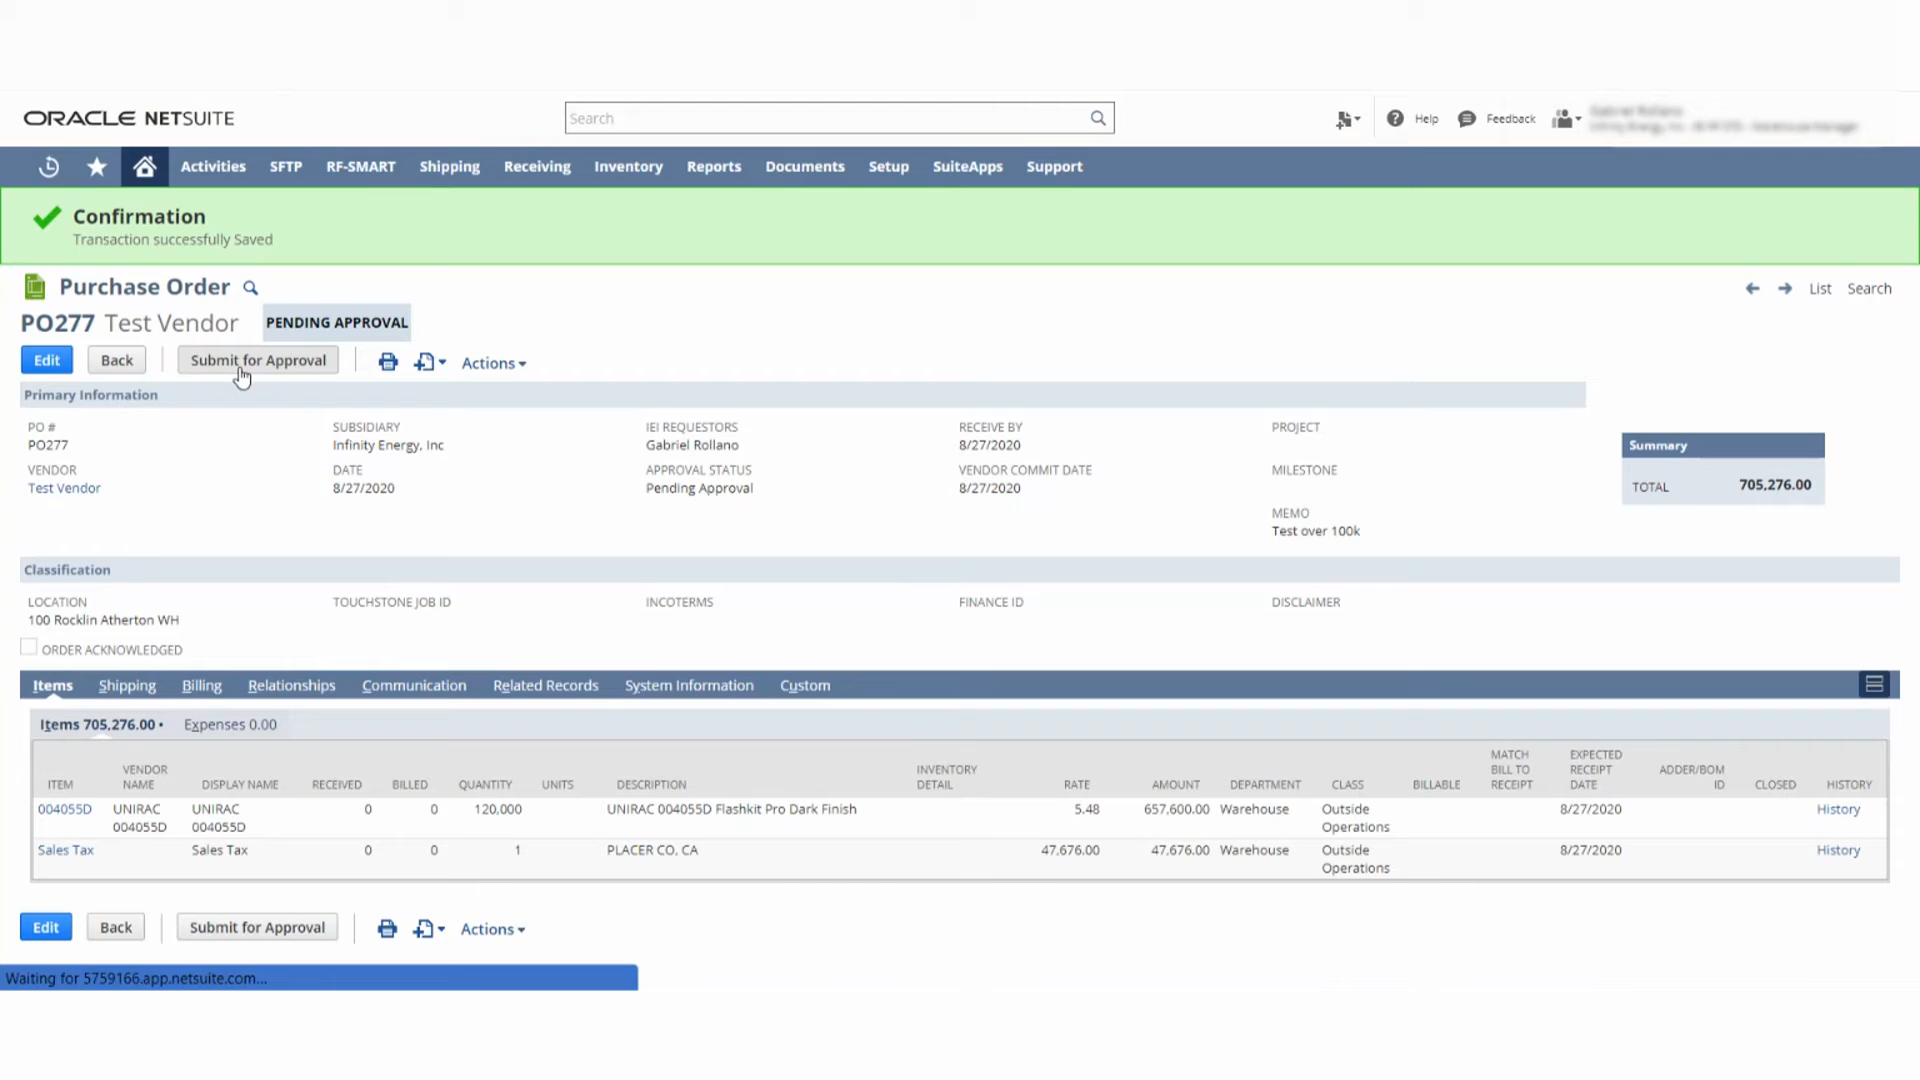 ORACLE NETSUITE
Search
Help
Feedback
Activities SFTP RF-SMART Shipping Receiving Inventory Reports Documents Setup SuiteApps Support
Confirmation
Transaction successfully Saved
Purchase Order
List Search
PO277 Test Vendor PENDING APPROVAL
Edit Back Submit for Approval Actions
Primary Information
PO # SUBSIDIARY IEI REQUESTORS RECEIVE BY PROJECT
PO277 Infinity Energy, Inc Gabriel Rollano 8/27/2020
Summary
VENDOR DATE APPROVAL STATUS VENDOR COMMIT DATE MILESTONE
Test Vendor 8/27/2020 Pending Approval 8/27/2020
TOTAL 705,276.00
MEMO
Test over 100k
Classification
LOCATION TOUCHSTONE JOB ID INCOTERMS FINANCE ID DISCLAIMER
100 Rocklin Atherton WH
ORDER ACKNOWLEDGED
Items Shipping Billing Relationships Communication Related Records System Information Custom
Items 705,276.00 • Expenses 0.00
ITEM VENDOR NAME DISPLAY NAME RECEIVED BILLED QUANTITY UNITS DESCRIPTION INVENTORY DETAIL RATE AMOUNT DEPARTMENT CLASS BILLABLE MATCH BILL TO RECEIPT EXPECTED RECEIPT DATE ADDER/BOM ID CLOSED HISTORY
004055D UNIRAC 004055D UNIRAC 004055D 0 0 120,000 UNIRAC 004055D Flashkit Pro Dark Finish 5.48 657,600.00 Warehouse Outside Operations 8/27/2020 History
Sales Tax Sales Tax 0 0 1 PLACER CO, CA 47,676.00 47,676.00 Warehouse Outside Operations 8/27/2020 History
Edit Back Submit for Approval Actions
Waiting for 5759166.app.netsuite.com...